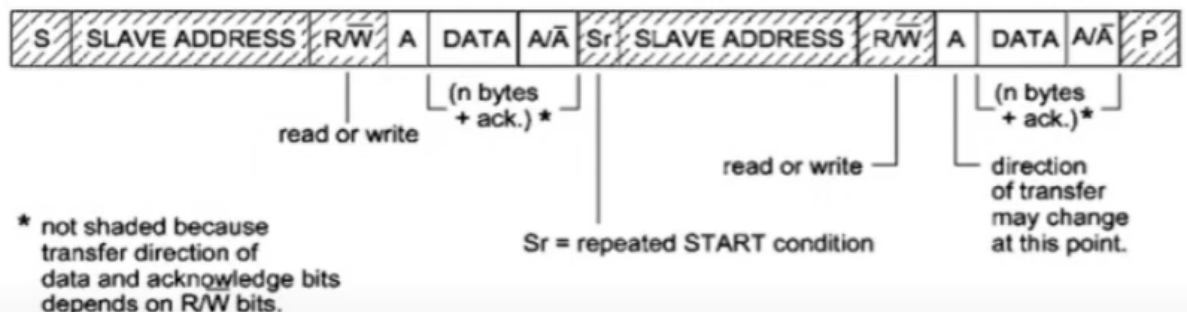 S SLAVE ADDRESS R/W̅ A DATA A/A̅ Sr SLAVE ADDRESS R/W̅ A DATA A/A̅ P
(n bytes
+ ack.) *
read or write
(n bytes
+ ack.)*
read or write
direction
of transfer
may change
at this point.
Sr = repeated START condition
* not shaded because
transfer direction of
data and acknowledge bits
depends on R/W̅ bits.